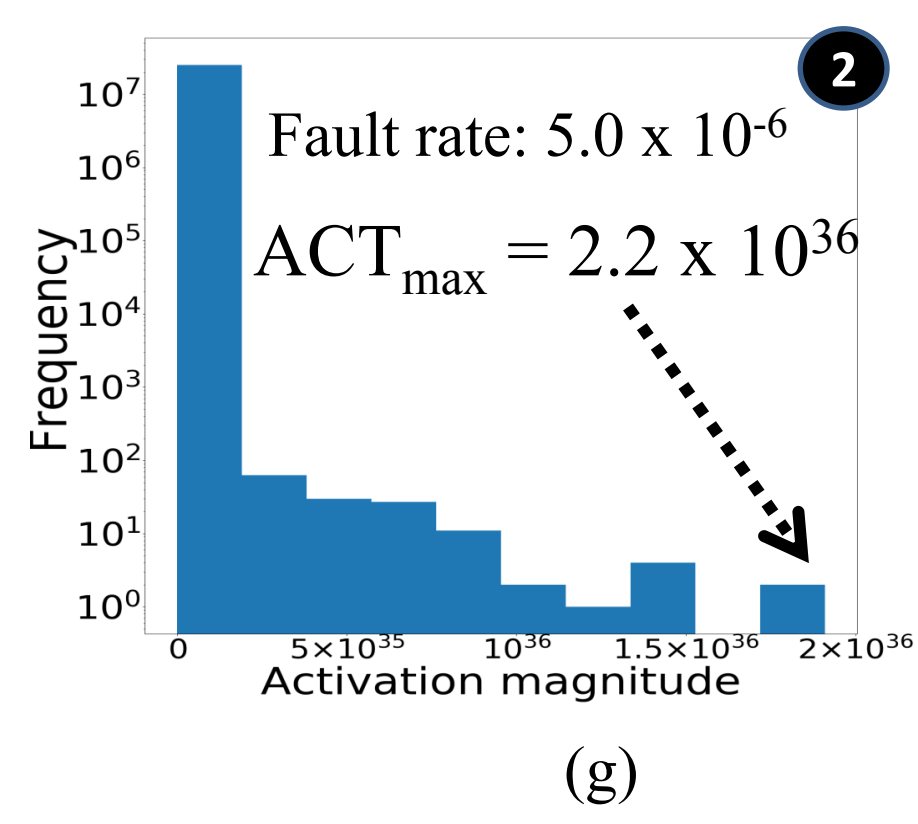 2
Fault rate: 5.0 x 10⁻⁶
ACTmax = 2.2 x 10³⁶
Frequency
10⁷
10⁶
10⁵
10⁴
10³
10²
10¹
10⁰
0 5×10³⁵ 10³⁶ 1.5×10³⁶ 2×10³⁶
Activation magnitude
(g)